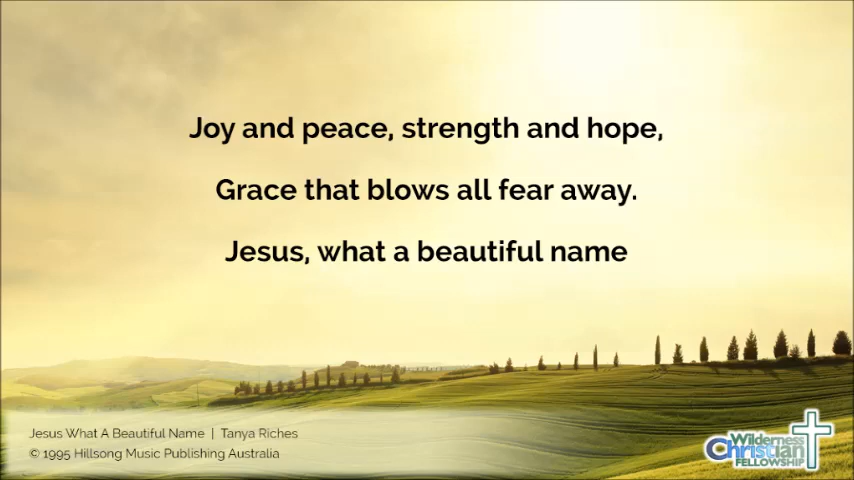 Joy and peace, strength and hope,
Grace that blows all fear away.
Jesus, what a beautiful name
Jesus What A Beautiful Name | Tanya Riches
© 1995 Hillsong Music Publishing Australia
Wilderness
Christian
FELLOWSHIP